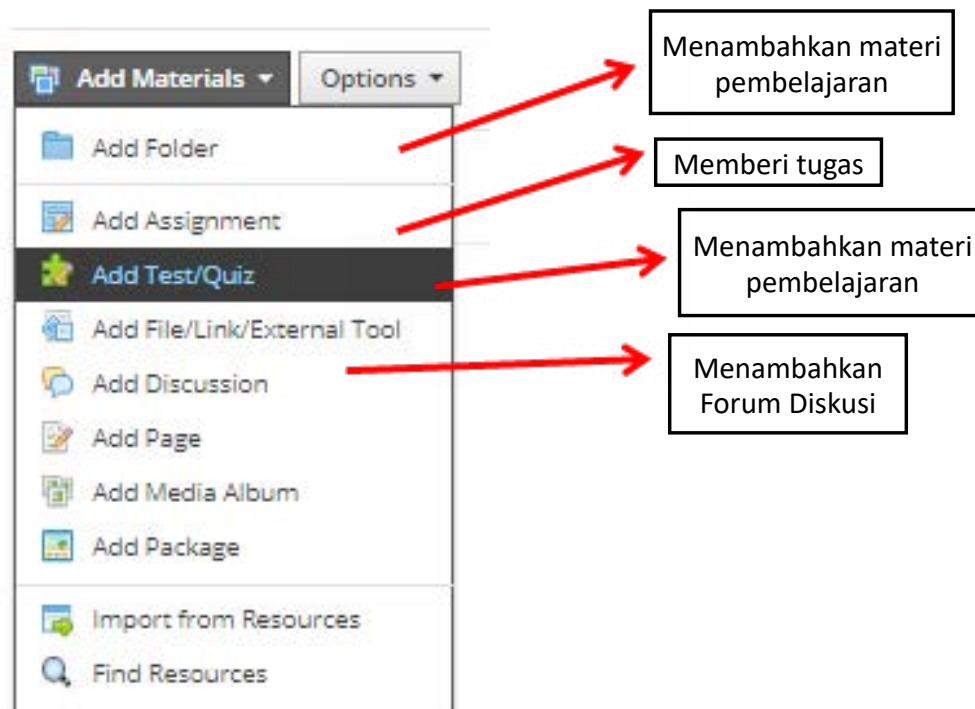 Add Materials
Options
Add Folder
Add Assignment
Add Test/Quiz
Add File/Link/External Tool
Add Discussion
Add Page
Add Media Album
Add Package
Import from Resources
Find Resources
Menambahkan materi
pembelajaran
Memberi tugas
Menambahkan materi
pembelajaran
Menambahkan
Forum Diskusi